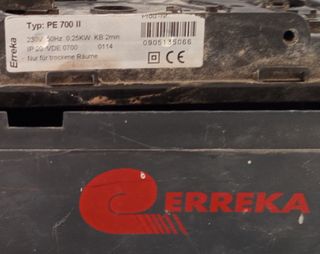 Erreka
Typ: PE 700 II
230V 50Hz 0.25KW KB 2min
IP 20 VDE 0700 0114
Nur für trockene Räume
0905135066
CE
ERREKA